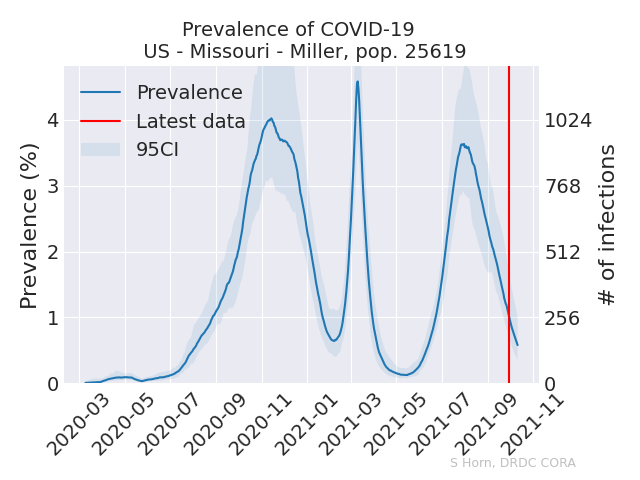 Prevalence of COVID-19
US - Missouri - Miller, pop. 25619
Prevalence
Latest data
95CI
Prevalence (%)
4
3
2
1
0
1024
768
512
256
0
# of infections
2020-03
2020-05
2020-07
2020-09
2020-11
2021-01
2021-03
2021-05
2021-07
2021-09
2021-11
S Horn, DRDC CORA